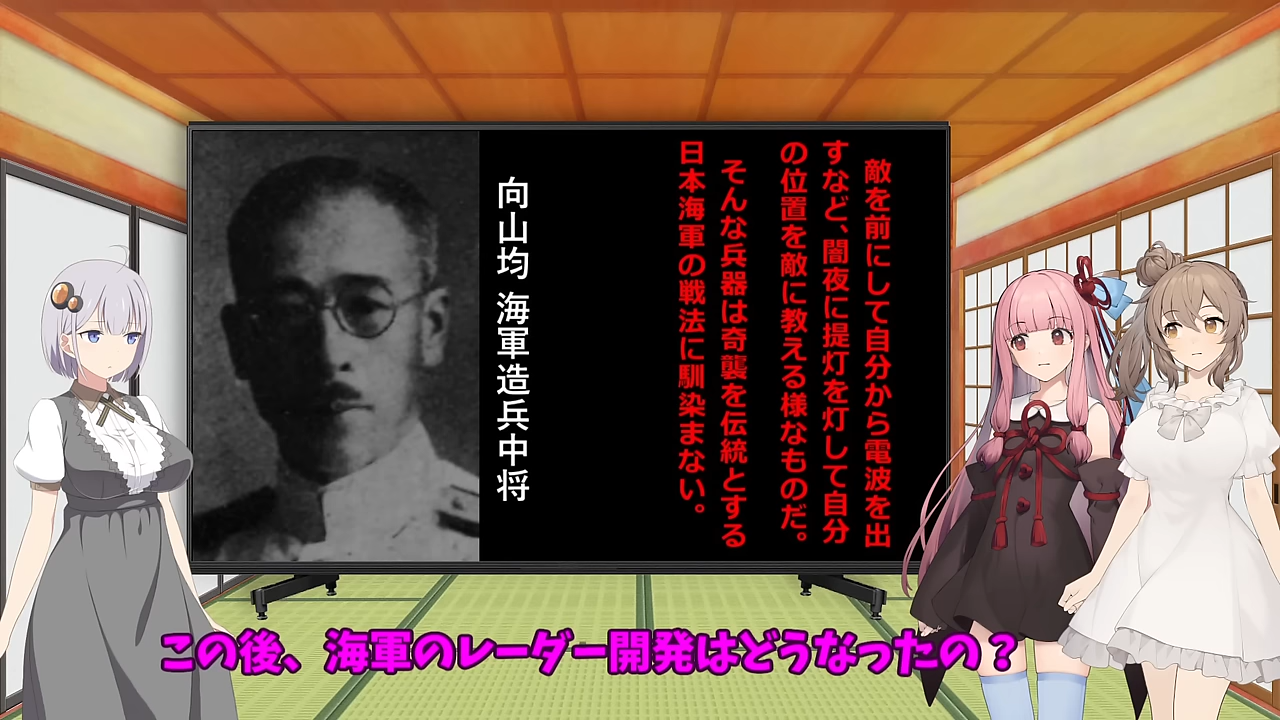 敵を前にして自分から電波を出
すなど、闇夜に提灯を灯して自分
の位置を敵に教える様なものだ。
そんな兵器は奇襲を伝統とする
日本海軍の戦法に馴染まない。
向山均 海軍造兵中将
この後、海軍のレーダー開発はどうなったの？